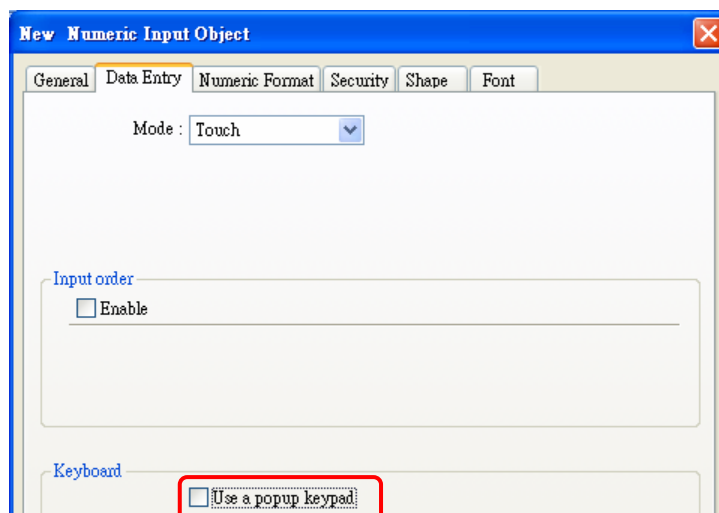 New Numeric Input Object
General Data Entry Numeric Format Security Shape Font
Mode : Touch
Input order
Enable
Keyboard
Use a popup keypad